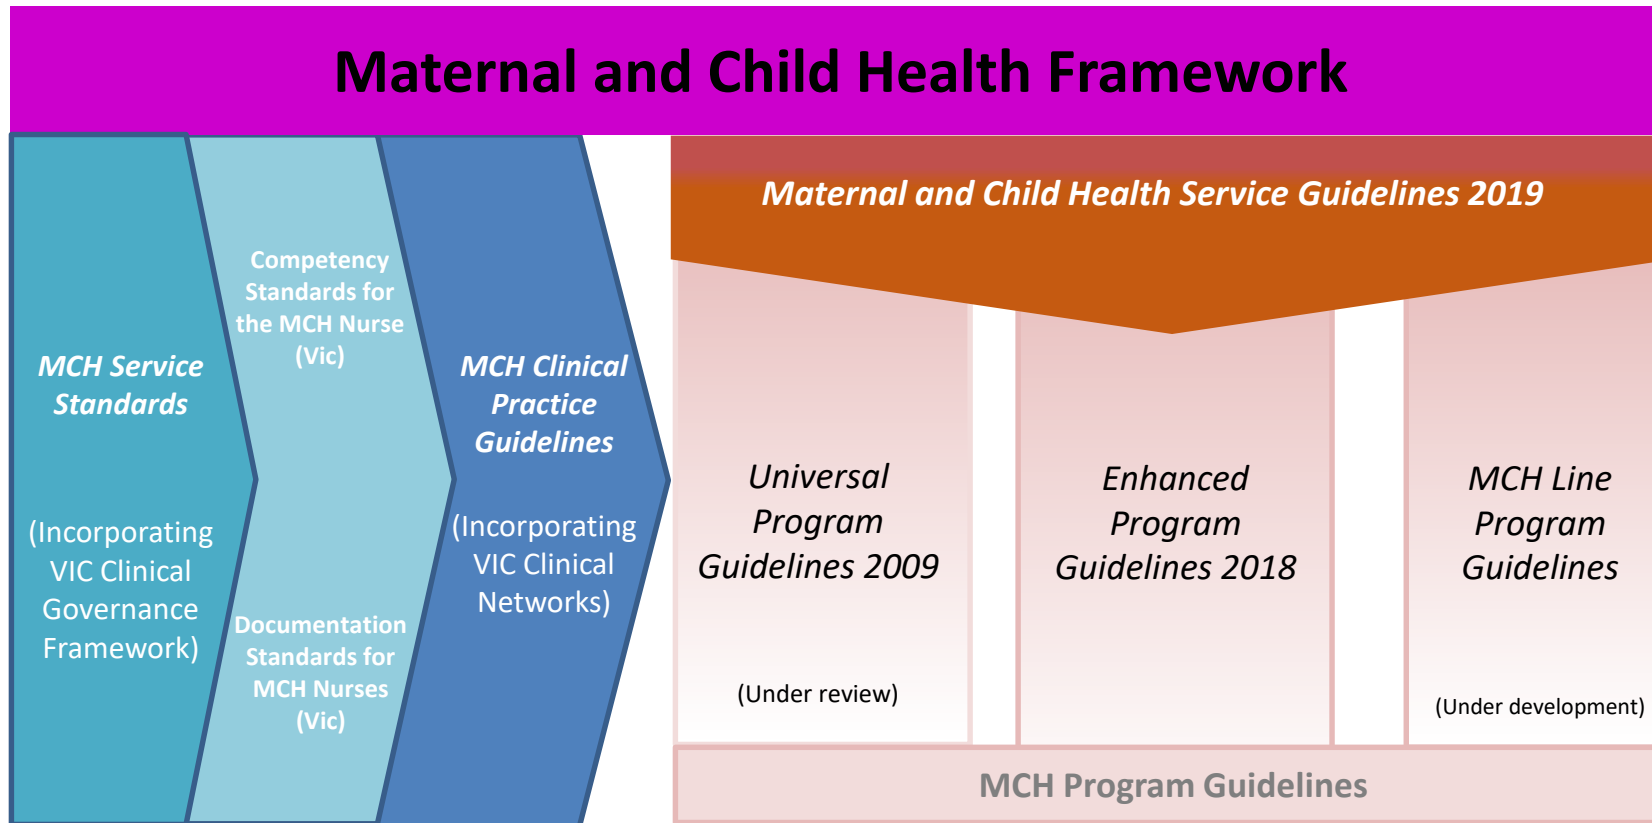 Maternal and Child Health Framework
MCH Service
Standards
(Incorporating
VIC Clinical
Governance
Framework)
Competency
Standards for
the MCH Nurse
(Vic)
Documentation
Standards for
MCH Nurses
(Vic)
MCH Clinical
Practice
Guidelines
(Incorporating
VIC Clinical
Networks)
Maternal and Child Health Service Guidelines 2019
Universal
Program
Guidelines 2009
(Under review)
Enhanced
Program
Guidelines 2018
MCH Line
Program
Guidelines
(Under development)
MCH Program Guidelines